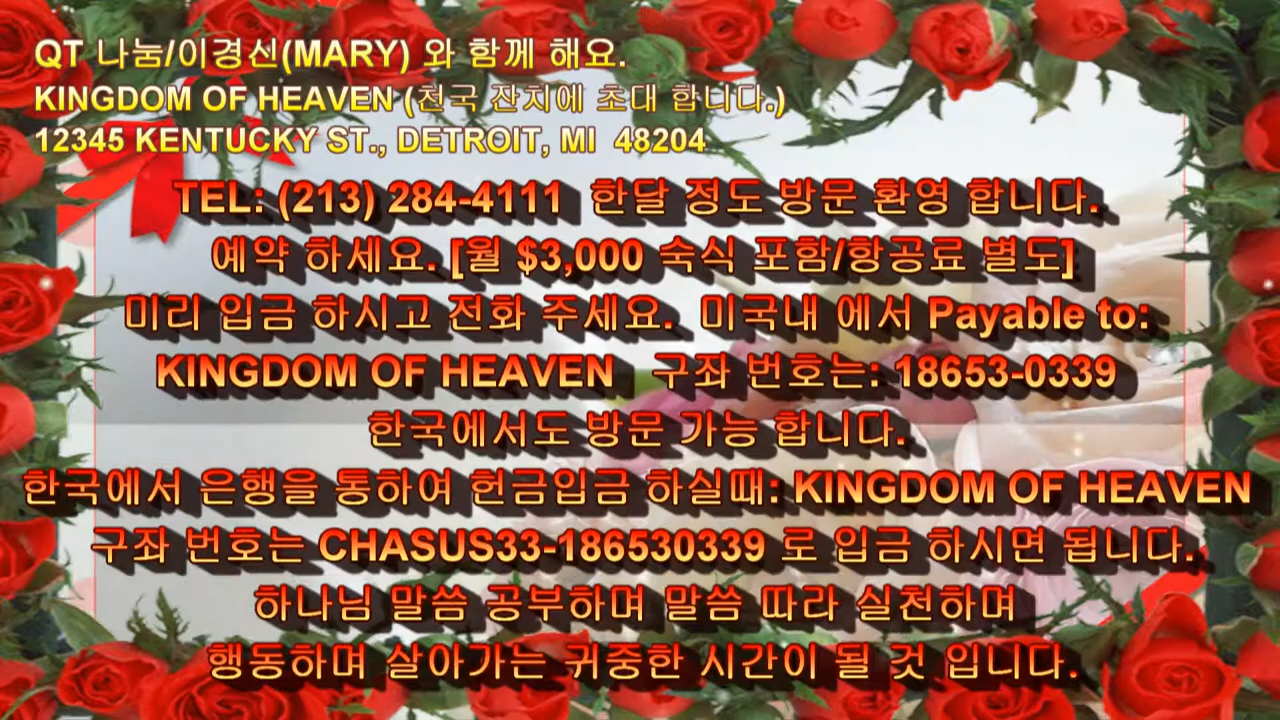 QT 나눔/이경신(MARY) 와 함께 해요.
KINGDOM OF HEAVEN (천국 잔치에 초대 합니다.)
12345 KENTUCKY ST., DETROIT, MI 48204
TEL: (213) 284-4111 한달 정도 방문 환영 합니다.
예약 하세요. [월 $3,000 숙식 포함/항공료 별도]
미리 입금 하시고 전화 주세요. 미국내 에서 Payable to:
KINGDOM OF HEAVEN 구좌 번호는: 18653-0339
한국에서도 방문 가능 합니다.
한국에서 은행을 통하여 헌금입금 하실때: KINGDOM OF HEAVEN
구좌 번호는 CHASUS33-186530339 로 입금 하시면 됩니다.
하나님 말씀 공부하며 말씀 따라 실천하며
행동하며 살아가는 귀중한 시간이 될 것 입니다.